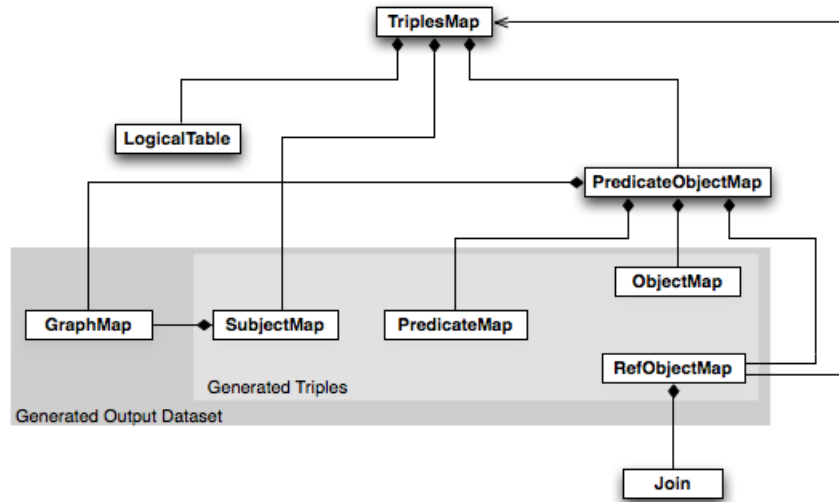 TriplesMap
LogicalTable
PredicateObjectMap
ObjectMap
GraphMap
SubjectMap
PredicateMap
RefObjectMap
Generated Triples
Generated Output Dataset
Join